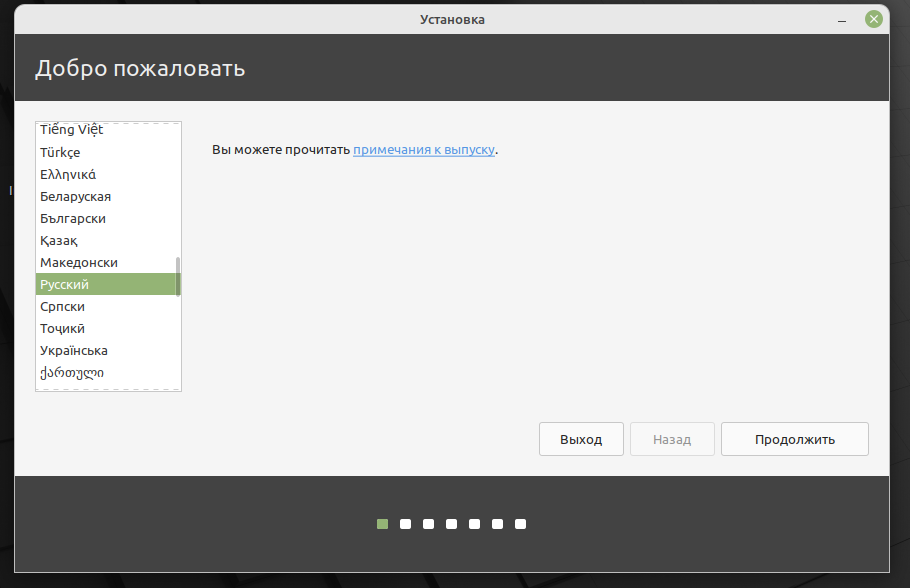 Установка
Добро пожаловать
Tiếng Việt
Türkçe
Ελληνικά
Беларуская
Български
Қазақ
Македонски
Русский
Српски
Тоҷикӣ
Українська
ქართული
Вы можете прочитать примечания к выпуску.
Выход
Назад
Продолжить